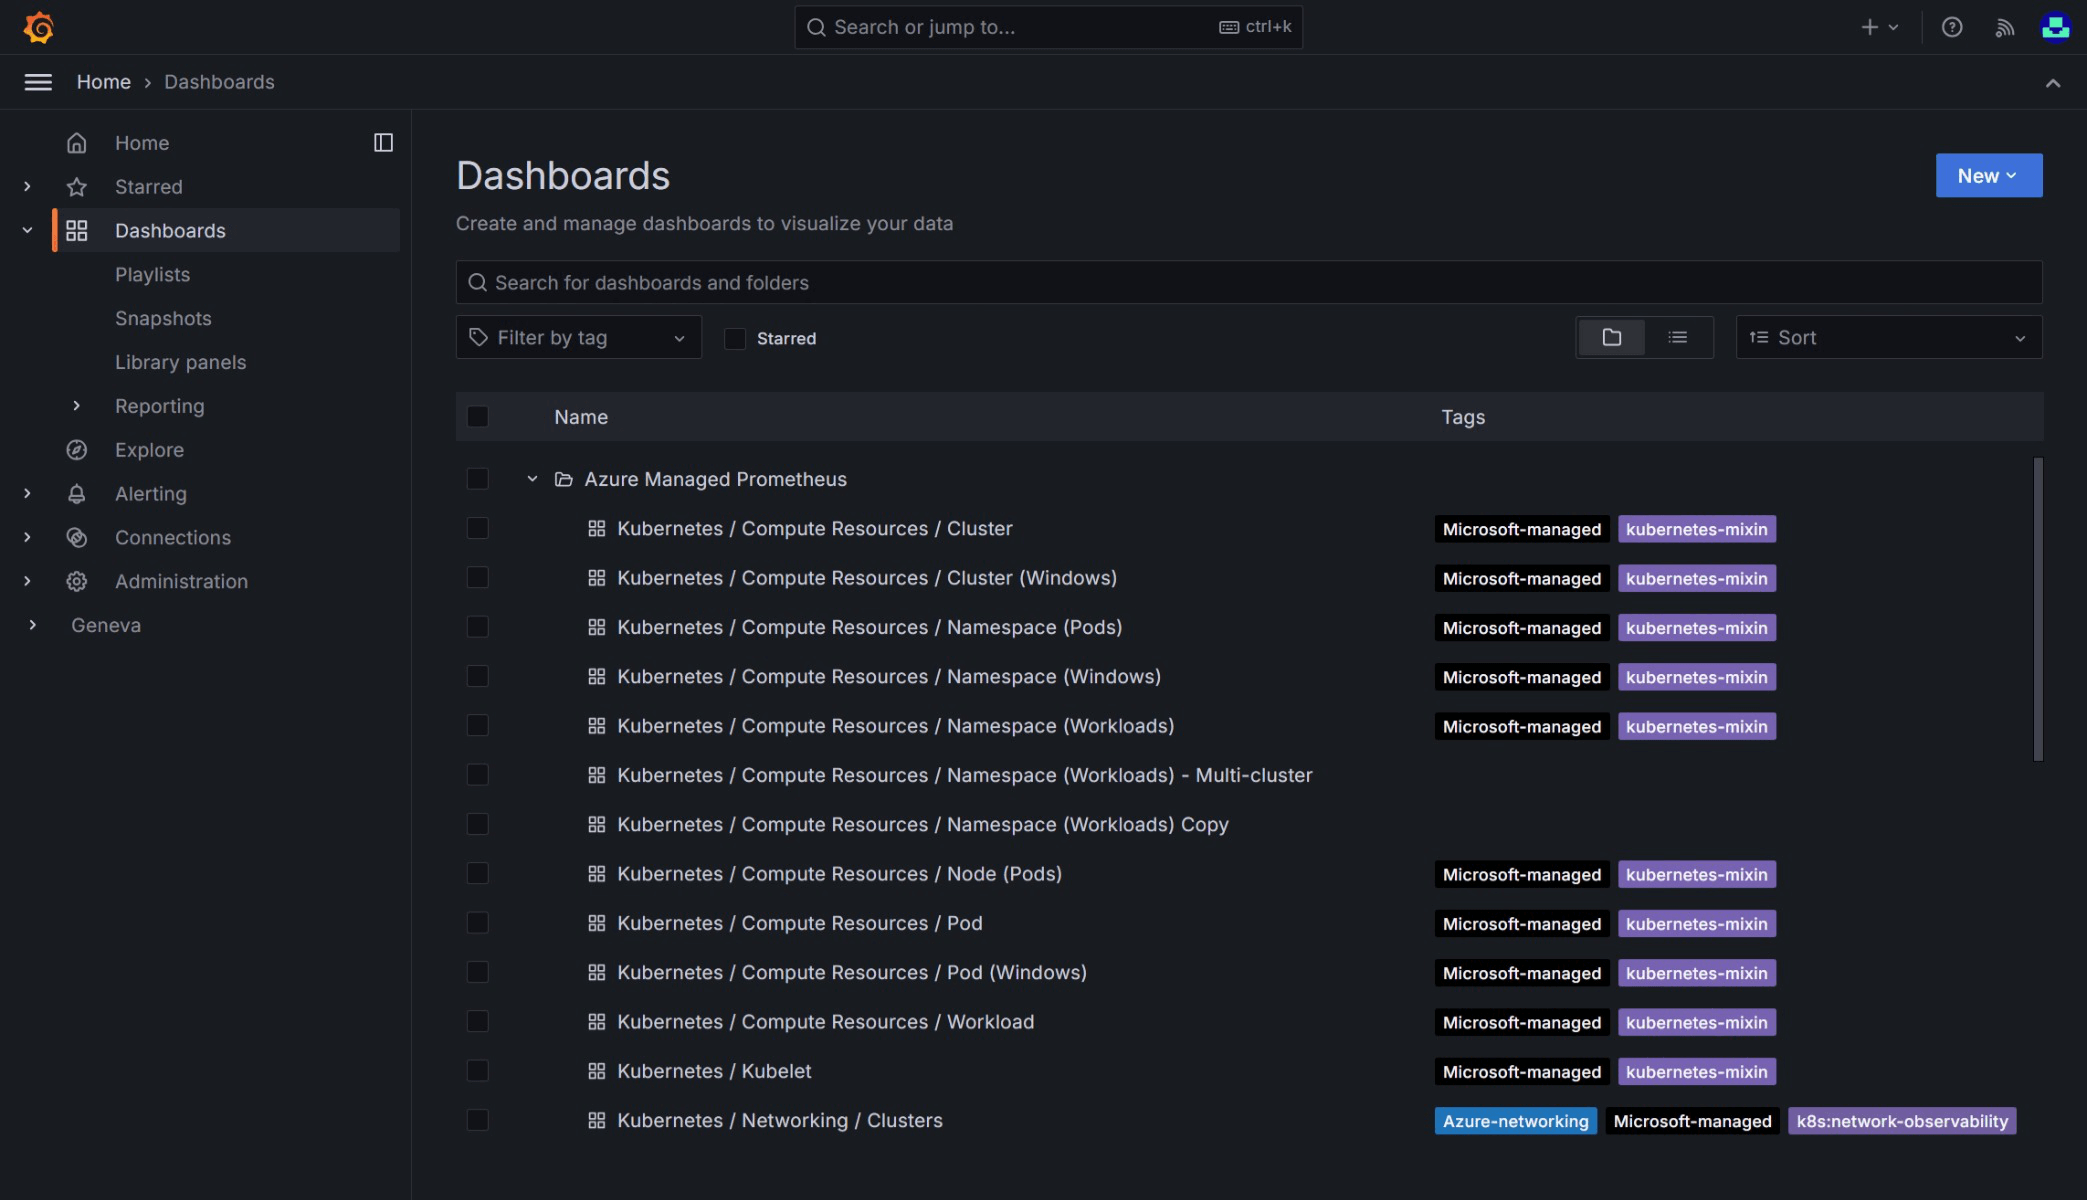 Search or jump to...
ctrl+k
Home
Dashboards
Home
Starred
Dashboards
Playlists
Snapshots
Library panels
Reporting
Explore
Alerting
Connections
Administration
Geneva
Dashboards
New
Create and manage dashboards to visualize your data
Search for dashboards and folders
Filter by tag
Starred
Sort
Name Tags
Azure Managed Prometheus
Kubernetes / Compute Resources / Cluster Microsoft-managed kubernetes-mixin
Kubernetes / Compute Resources / Cluster (Windows) Microsoft-managed kubernetes-mixin
Kubernetes / Compute Resources / Namespace (Pods) Microsoft-managed kubernetes-mixin
Kubernetes / Compute Resources / Namespace (Windows) Microsoft-managed kubernetes-mixin
Kubernetes / Compute Resources / Namespace (Workloads) Microsoft-managed kubernetes-mixin
Kubernetes / Compute Resources / Namespace (Workloads) - Multi-cluster
Kubernetes / Compute Resources / Namespace (Workloads) Copy
Kubernetes / Compute Resources / Node (Pods) Microsoft-managed kubernetes-mixin
Kubernetes / Compute Resources / Pod Microsoft-managed kubernetes-mixin
Kubernetes / Compute Resources / Pod (Windows) Microsoft-managed kubernetes-mixin
Kubernetes / Compute Resources / Workload Microsoft-managed kubernetes-mixin
Kubernetes / Kubelet Microsoft-managed kubernetes-mixin
Kubernetes / Networking / Clusters Azure-networking Microsoft-managed k8s:network-observability